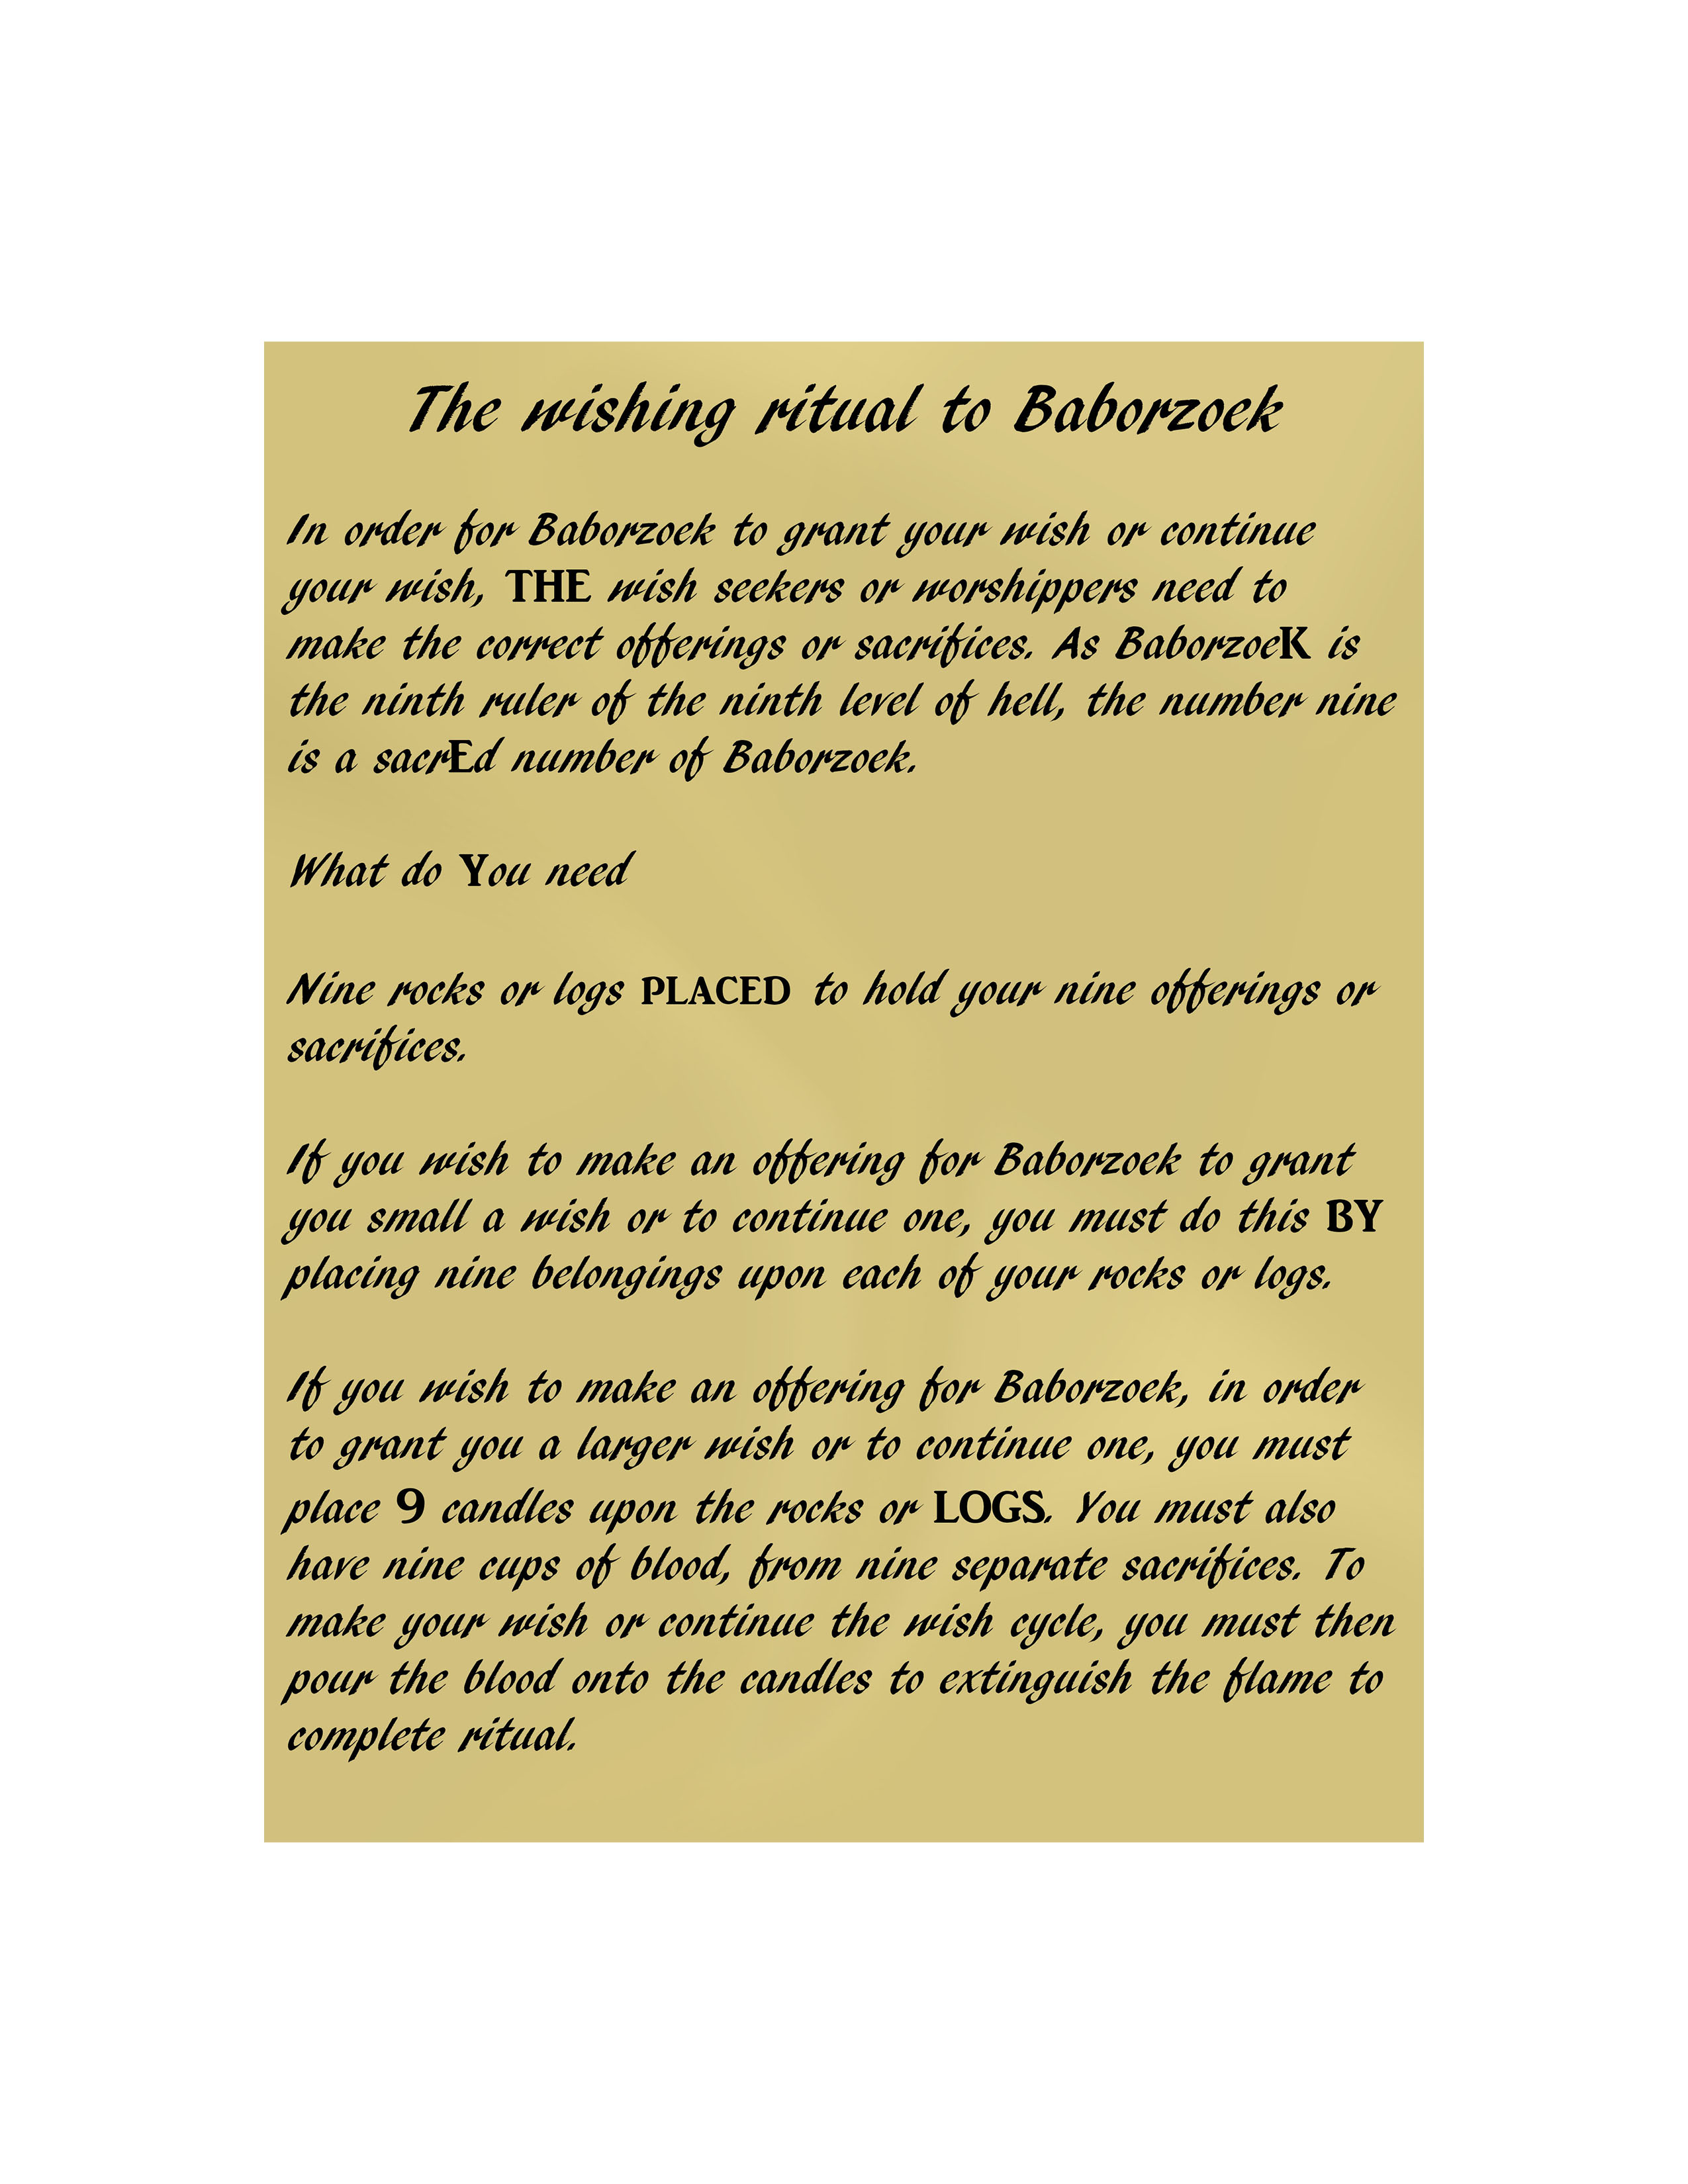 The wishing ritual to Baborzoek
In order for Baborzoek to grant your wish or continue
your wish, THE wish seekers or worshippers need to
make the correct offerings or sacrifices. As BaborzoeK is
the ninth ruler of the ninth level of hell, the number nine
is a sacrEd number of Baborzoek.
What do You need
Nine rocks or logs PLACED to hold your nine offerings or
sacrifices.
If you wish to make an offering for Baborzoek to grant
you small a wish or to continue one, you must do this BY
placing nine belongings upon each of your rocks or logs.
If you wish to make an offering for Baborzoek, in order
to grant you a larger wish or to continue one, you must
place 9 candles upon the rocks or LOGS. You must also
have nine cups of blood, from nine separate sacrifices. To
make your wish or continue the wish cycle, you must then
pour the blood onto the candles to extinguish the flame to
complete ritual.